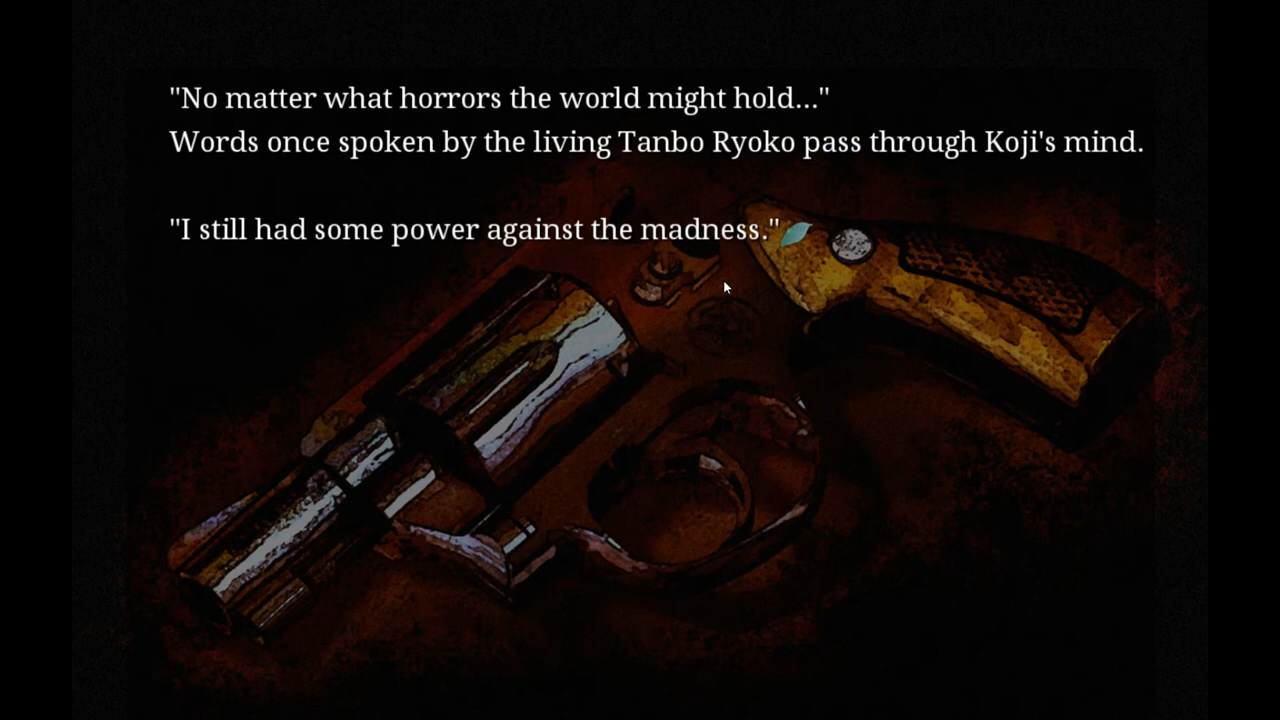 "No matter what horrors the world might hold..."
Words once spoken by the living Tanbo Ryoko pass through Koji's mind.
"I still had some power against the madness."